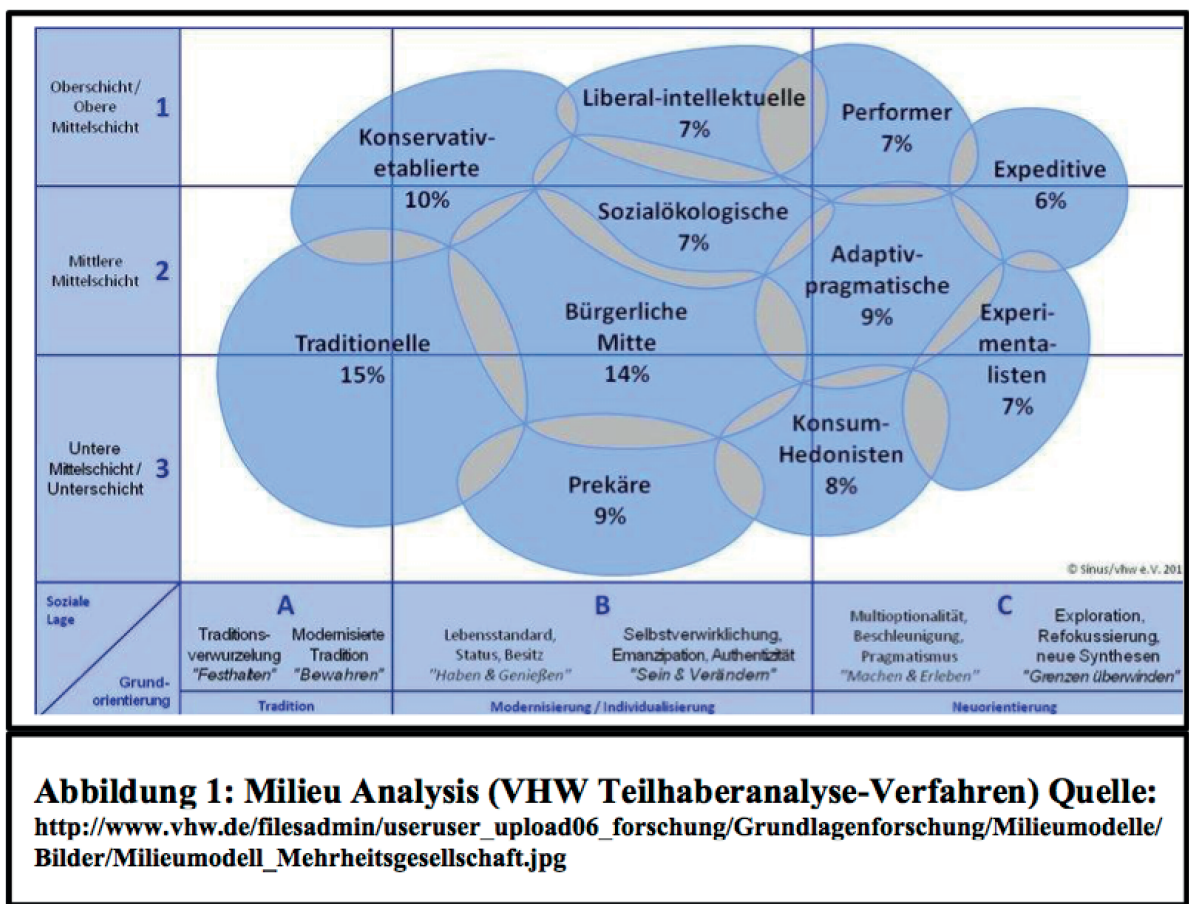 Oberschicht/
Obere
Mittelschicht
1
Mittlere
Mittelschicht
2
Untere
Mittelschicht/
Unterschicht
3
Konservativ-
etablierte
10%
Liberal-intellektuelle
7%
Performer
7%
Expeditive
6%
Sozialökologische
7%
Adaptiv-
pragmatische
9%
Traditionelle
15%
Bürgerliche
Mitte
14%
Experi-
menta-
listen
7%
Konsum-
Hedonisten
8%
Prekäre
9%
© Sinus/vhw e.V. 201
Soziale
Lage
Grund-
orientierung
A
Traditions-
verwurzelung
"Festhalten"
Modernisierte
Tradition
"Bewahren"
B
Lebensstandard,
Status, Besitz
"Haben & Genießen"
Selbstverwirklichung,
Emanzipation, Authentizität
"Sein & Verändern"
C
Multioptionalität,
Beschleunigung,
Pragmatismus
"Machen & Erleben"
Exploration,
Refokussierung,
neue Synthesen
"Grenzen überwinden"
Tradition
Modernisierung / Individualisierung
Neuorientierung
Abbildung 1: Milieu Analysis (VHW Teilhaberanalyse-Verfahren) Quelle:
http://www.vhw.de/filesadmin/useruser_upload06_forschung/Grundlagenforschung/Milieumodelle/
Bilder/Milieumodell_Mehrheitsgesellschaft.jpg